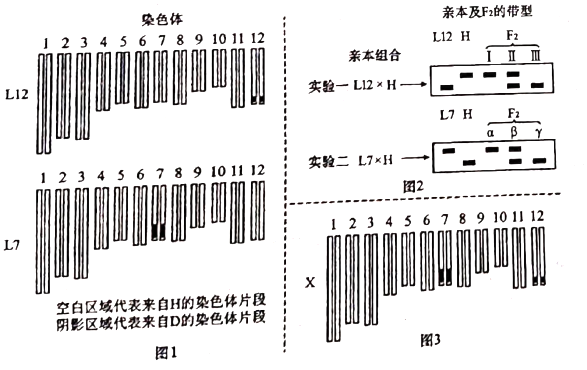 染色体
1 2 3 4 5 6 7 8 9 10 11 12
L12
1 2 3 4 5 6 7 8 9 10 11 12
L7
空白区域代表来自H的染色体片段
阴影区域代表来自D的染色体片段
图1
亲本及F₂的带型
L12 H F₂
亲本组合 Ⅰ Ⅱ Ⅲ
实验一 L12×H
L7 H F₂
α β γ
实验二 L7×H
图2
1 2 3 4 5 6 7 8 9 10 11 12
X
图3